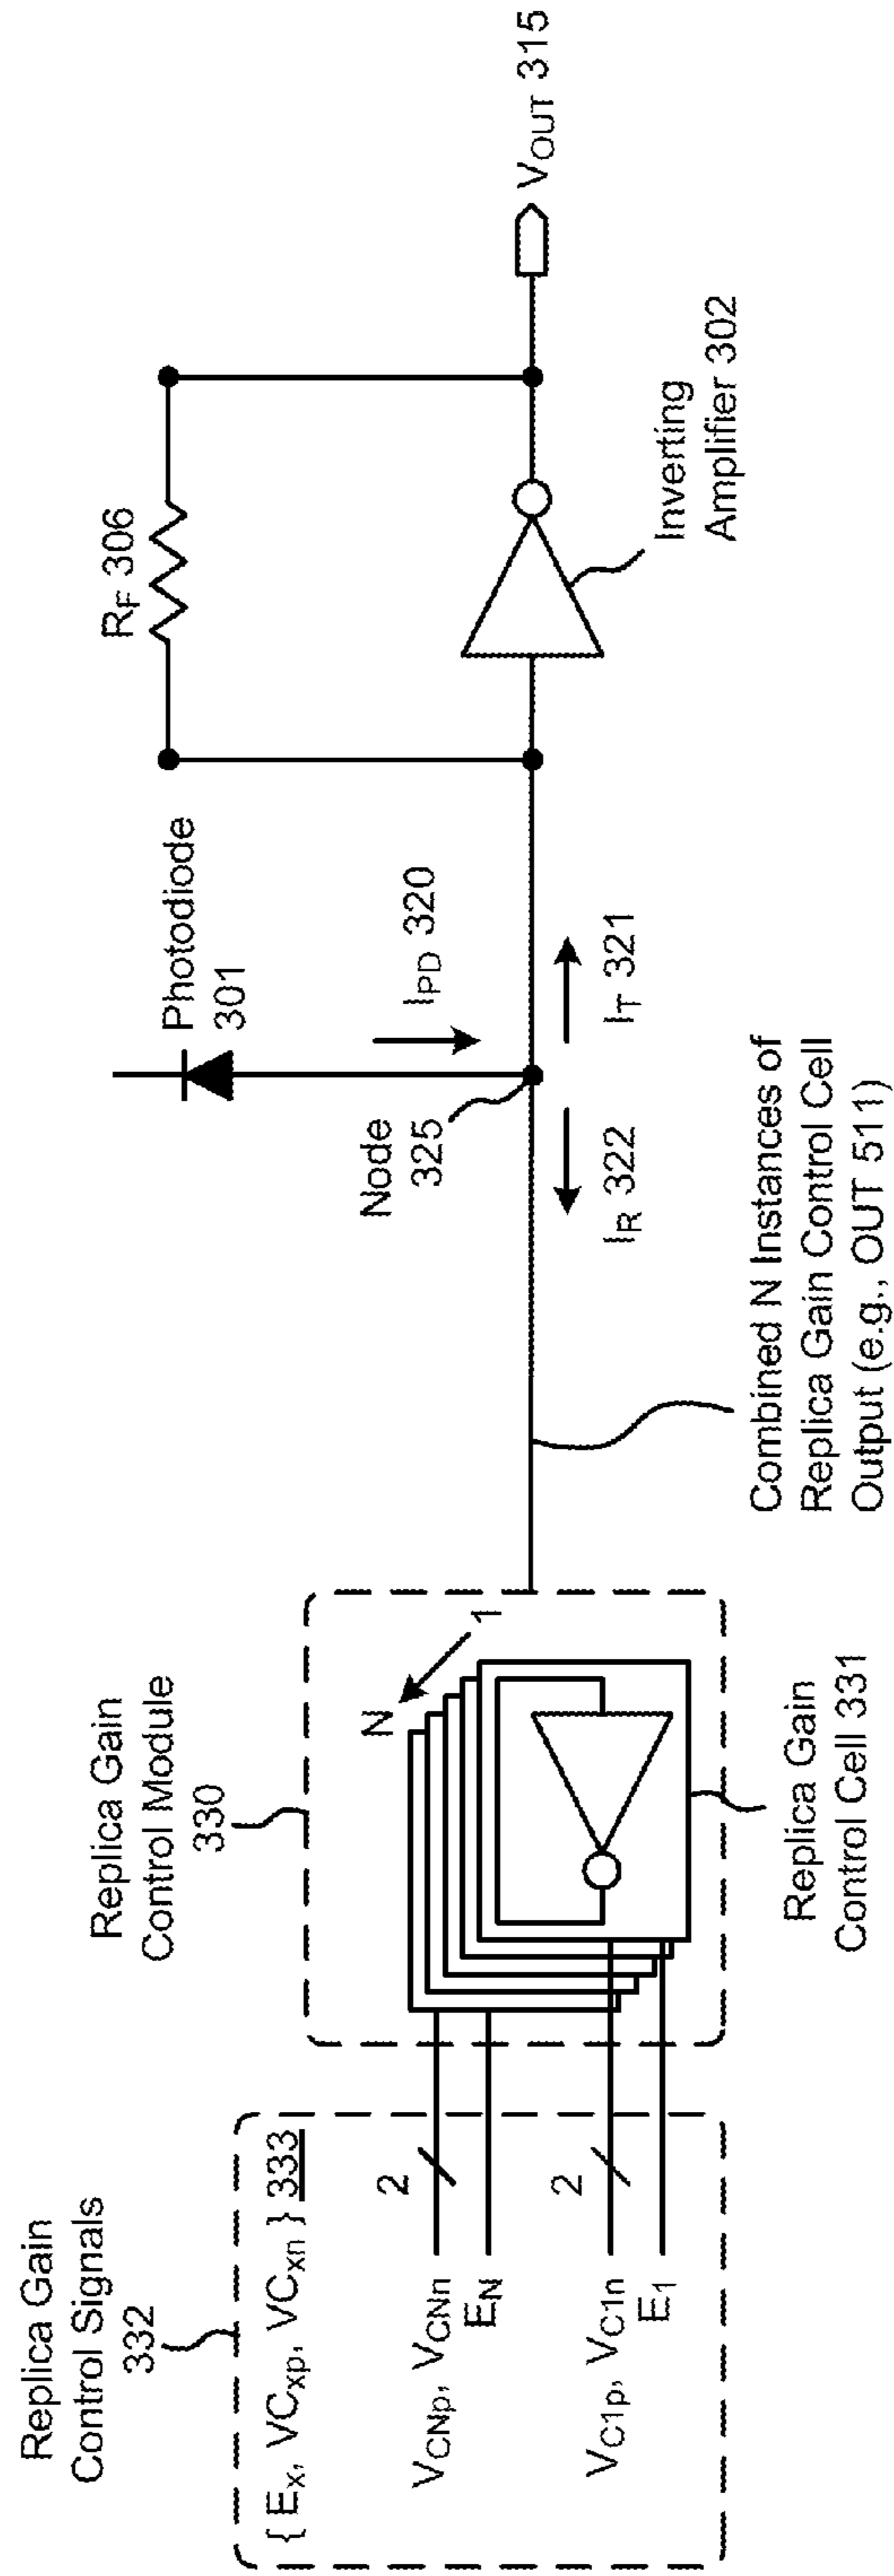 Replica Gain
Control Signals
332
{ Ex, VCxp, VCxn } 333
VCNp, VCNn
EN
VC1p, VC1n
E1
2
2
Replica Gain
Control Module
330
N
1
Replica Gain
Control Cell 331
Combined N Instances of
Replica Gain Control Cell
Output (e.g., OUT 511)
Node
325
Photodiode
301
IPD 320
IR 322
IT 321
RF 306
Inverting
Amplifier 302
VOUT 315